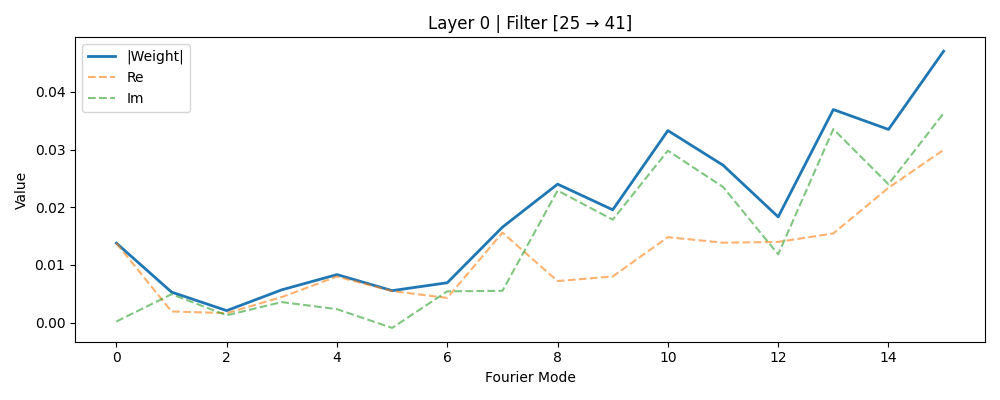 Layer 0 | Filter [25 → 41]
|Weight|
Re
Im
Value
0.04
0.03
0.02
0.01
0.00
0 2 4 6 8 10 12 14
Fourier Mode